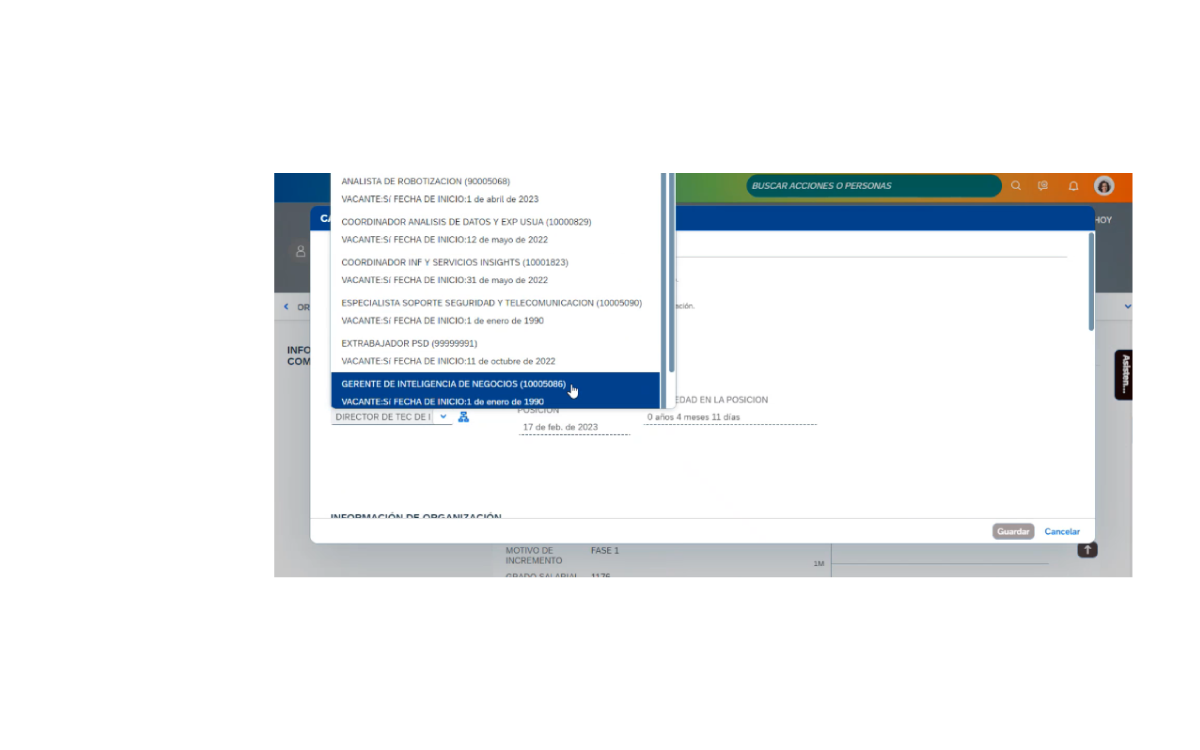 ANALISTA DE ROBOTIZACION (90005068)
VACANTE:Sí FECHA DE INICIO:1 de abril de 2023
COORDINADOR ANALISIS DE DATOS Y EXP USUA (10000829)
VACANTE:Sí FECHA DE INICIO:12 de mayo de 2022
COORDINADOR INF Y SERVICIOS INSIGHTS (10001823)
VACANTE:Sí FECHA DE INICIO:31 de mayo de 2022
ESPECIALISTA SOPORTE SEGURIDAD Y TELECOMUNICACION (10005090)
VACANTE:Sí FECHA DE INICIO:1 de enero de 1990
EXTRABAJADOR PSD (99999991)
VACANTE:Sí FECHA DE INICIO:11 de octubre de 2022
GERENTE DE INTELIGENCIA DE NEGOCIOS (10005086)
VACANTE:Sí FECHA DE INICIO:1 de enero de 1990
BUSCAR ACCIONES O PERSONAS
HOY
ación.
INFO
COM
Asisten...
DIRECTOR DE TEC DE I
POSICION
17 de feb. de 2023
EDAD EN LA POSICION
0 años 4 meses 11 días
INFORMACIÓN DE ORGANIZACIÓN
Guardar
Cancelar
MOTIVO DE INCREMENTO
FASE 1
GRADO SALARIAL
1176
1M